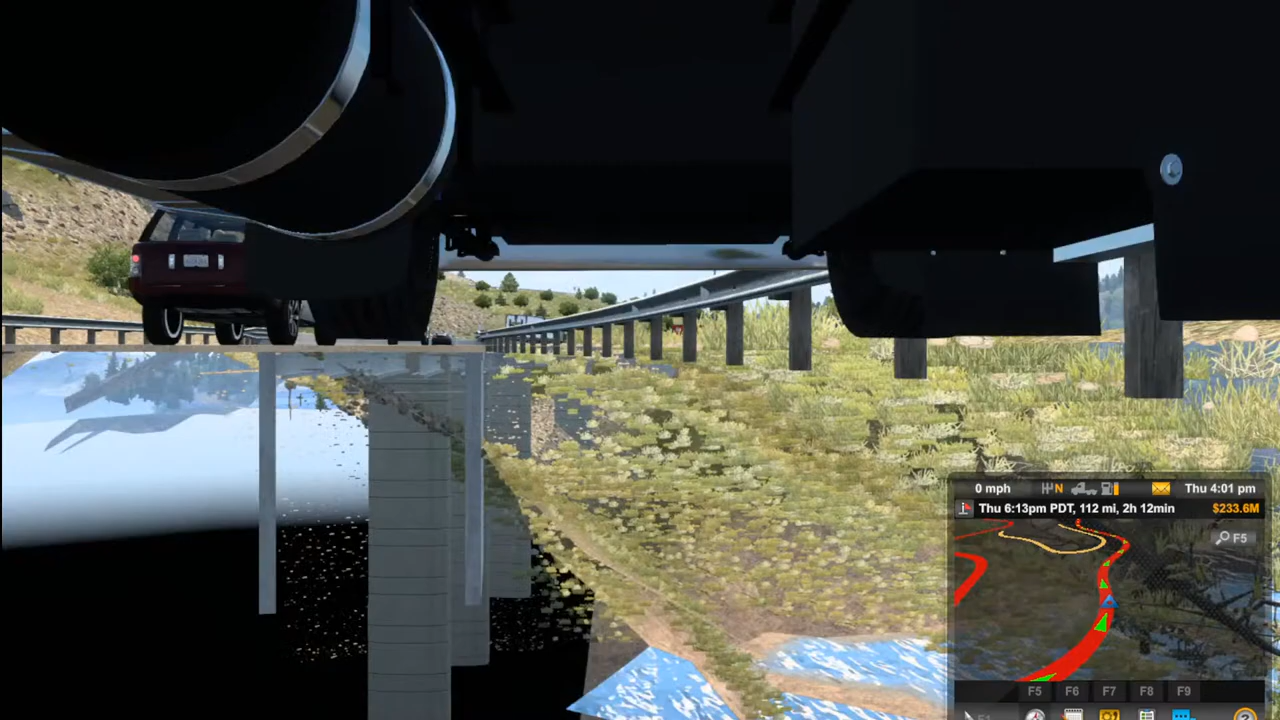 0 mph N Thu 4:01 pm
Thu 6:13pm PDT, 112 mi, 2h 12min $233.6M
F5
F5 F6 F7 F8 F9
F1
?